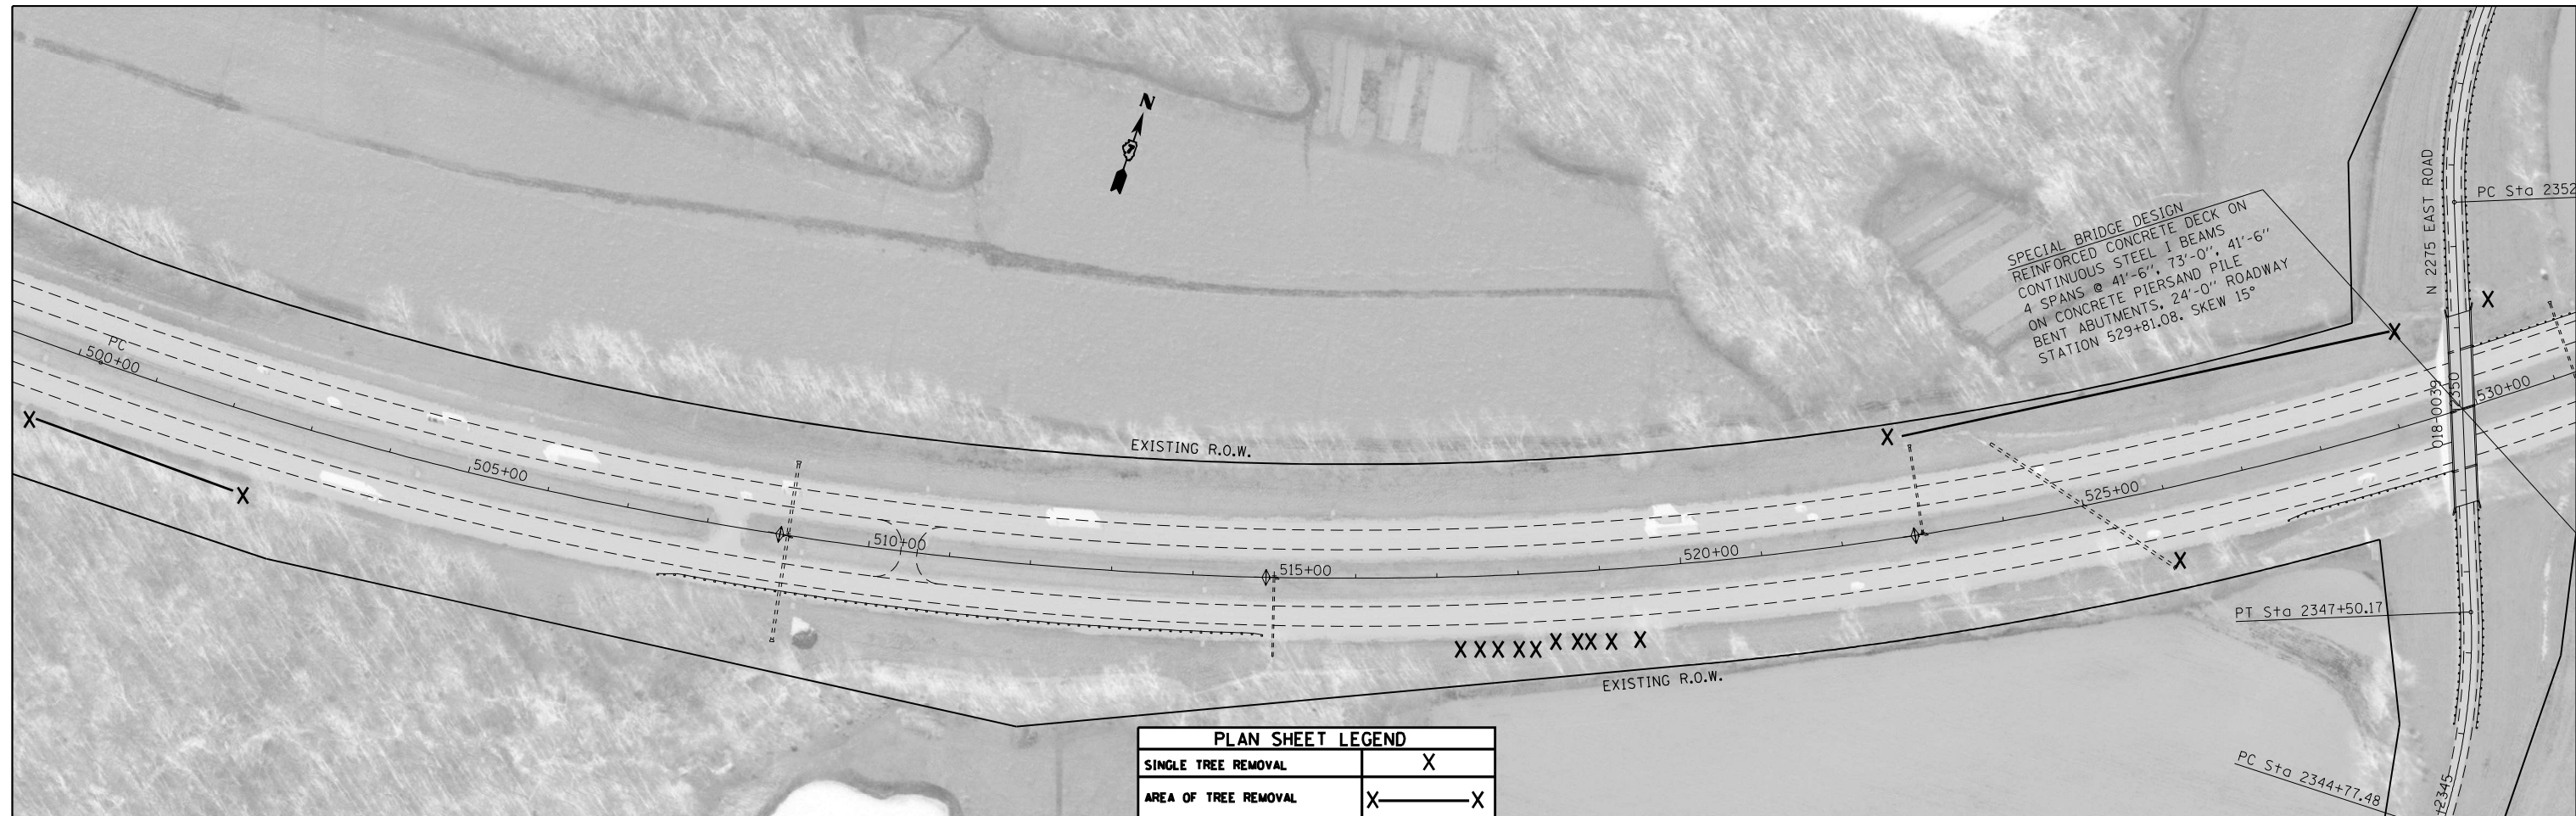 N
N 2275 EAST ROAD
PC Sta 2352
SPECIAL BRIDGE DESIGN
REINFORCED CONCRETE DECK ON
CONTINUOUS STEEL I BEAMS
4 SPANS @ 41'-6", 73'-0", 41'-6"
ON CONCRETE PIERSAND PILE
BENT ABUTMENTS, 24'-0" ROADWAY
STATION 529+81.08. SKEW 15°
X
X
PC
500+00
X
X
505+00
510+00
515+00
520+00
525+00
530+00
2350
018-0039
EXISTING R.O.W.
X
X
X
X X X X X X X X X X
EXISTING R.O.W.
PT Sta 2347+50.17
PC Sta 2344+77.48
2345
PLAN SHEET LEGEND
SINGLE TREE REMOVAL X
AREA OF TREE REMOVAL X X